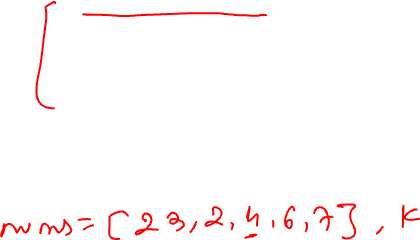 nums = [23, 2, 4, 6, 7], K